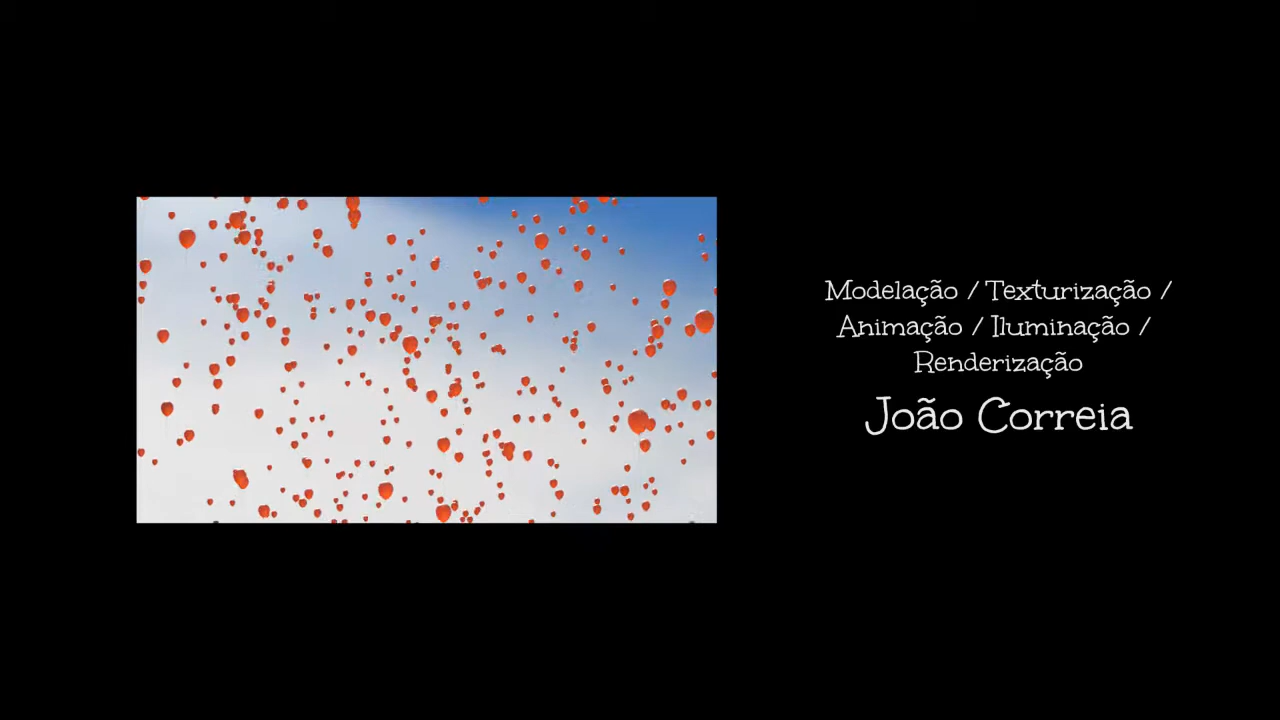 Modelação / Texturização /
Animação / Iluminação /
Renderização
João Correia